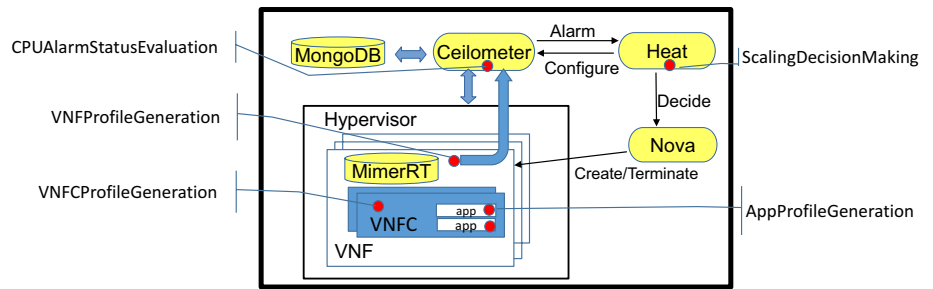 CPUAlarmStatusEvaluation
MongoDB
Ceilometer
Alarm
Configure
Heat
ScalingDecisionMaking
Decide
VNFProfileGeneration
Hypervisor
Nova
MimerRT
Create/Terminate
VNFCProfileGeneration
VNFC
app
app
AppProfileGeneration
VNF